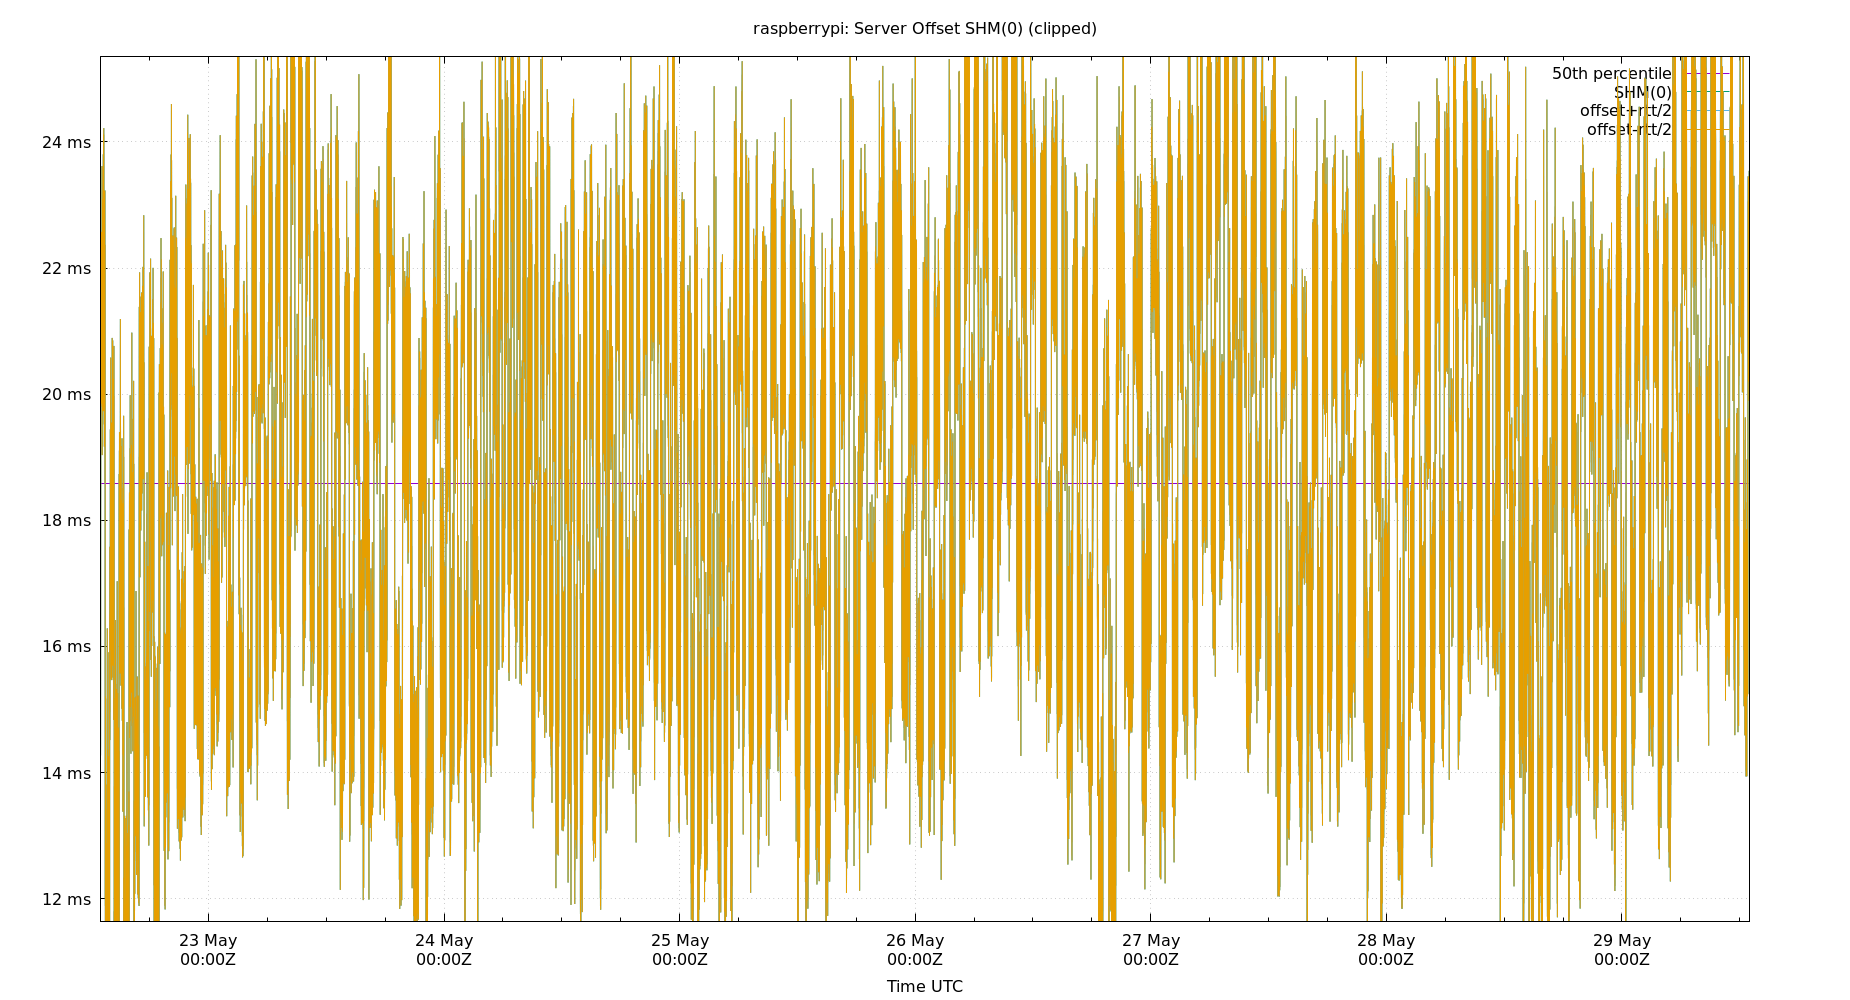 raspberrypi: Server Offset SHM(0) (clipped)
50th percentile
SHM(0)
offset+rtt/2
offset-rtt/2
24 ms
22 ms
20 ms
18 ms
16 ms
14 ms
12 ms
23 May 24 May 25 May 26 May 27 May 28 May 29 May
00:00Z 00:00Z 00:00Z 00:00Z 00:00Z 00:00Z 00:00Z
Time UTC